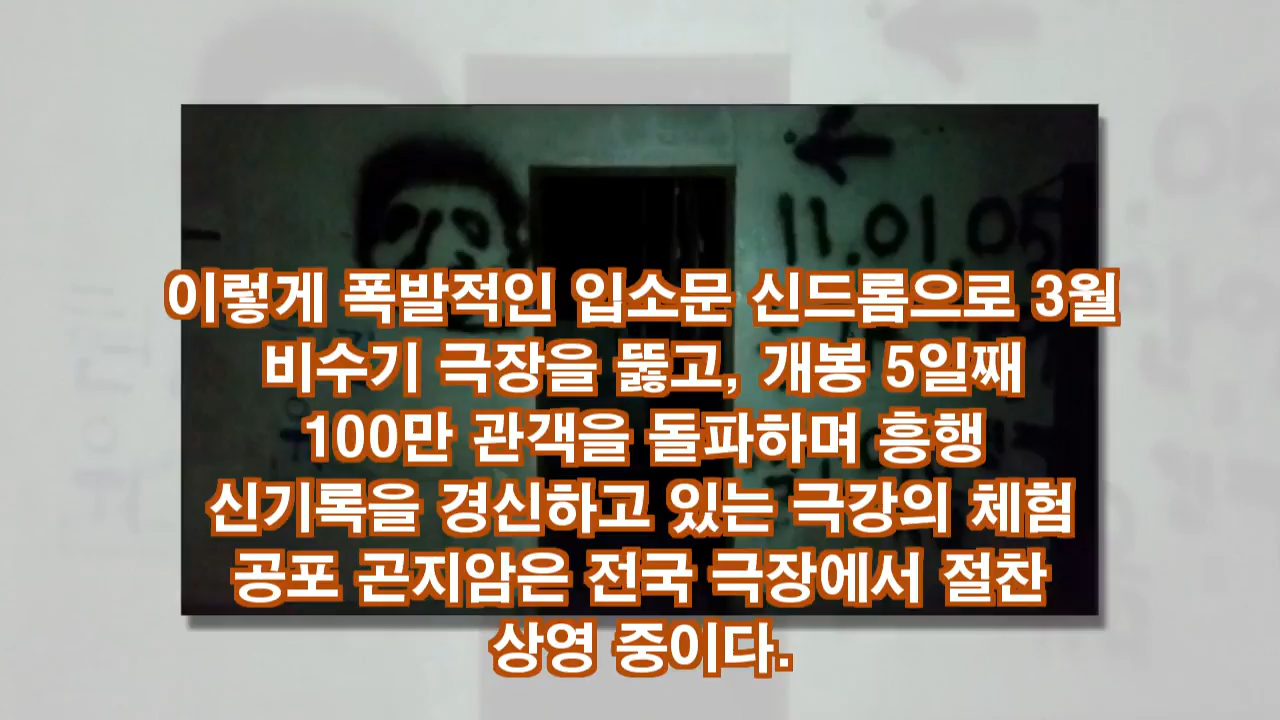 11.01.05
이렇게 폭발적인 입소문 신드롬으로 3월
비수기 극장을 뚫고, 개봉 5일째
100만 관객을 돌파하며 흥행
신기록을 경신하고 있는 극강의 체험
공포 곤지암은 전국 극장에서 절찬
상영 중이다.